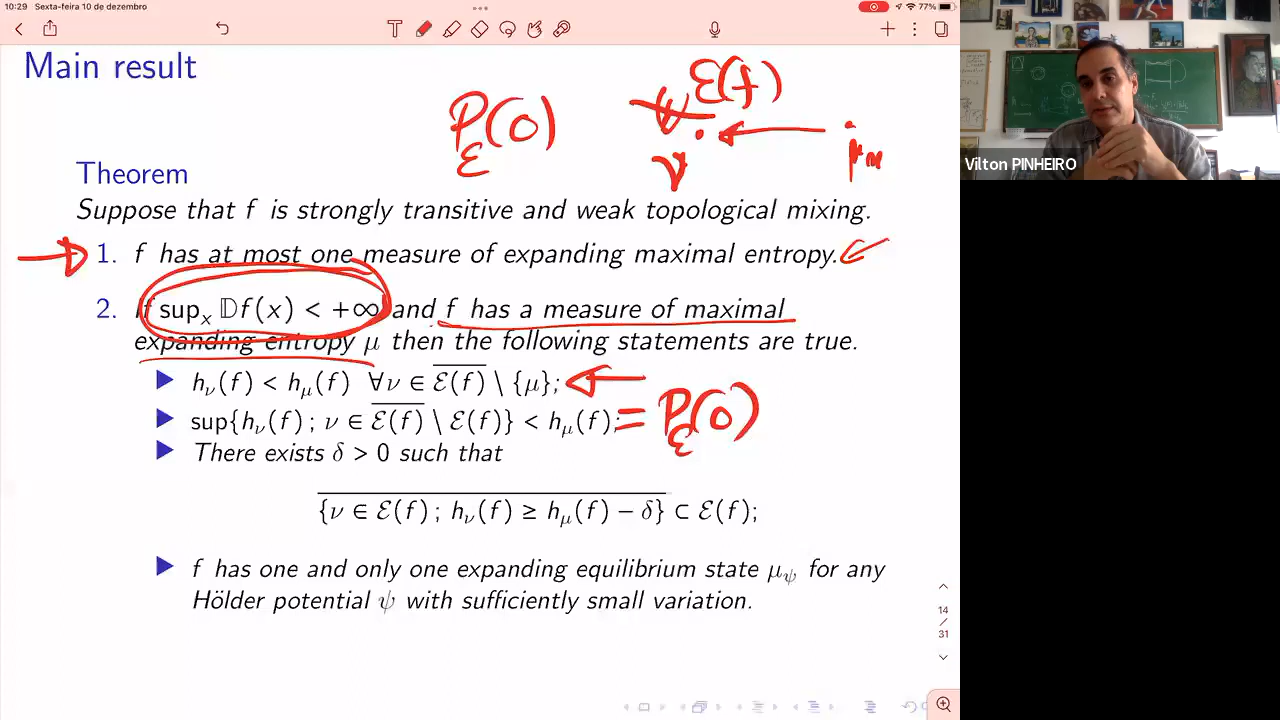 10:29 Sexta-feira 10 de dezembro
77%
Main result
P_ε(0)
ℰ(f)
ν
μ_n
Theorem
Suppose that f is strongly transitive and weak topological mixing.
1. f has at most one measure of expanding maximal entropy.
2. If sup_x 𝔻f(x) < +∞ and f has a measure of maximal
expanding entropy μ then the following statements are true.
▶ h_ν(f) < h_μ(f) ∀ν ∈ \overline{ℰ(f)} \ {μ};
▶ sup{h_ν(f) ; ν ∈ \overline{ℰ(f)} \ ℰ(f)} < h_μ(f); = P_ε(0)
▶ There exists δ > 0 such that
\overline{{ν ∈ ℰ(f) ; h_ν(f) ≥ h_μ(f) − δ}} ⊂ ℰ(f);
▶ f has one and only one expanding equilibrium state μ_ψ for any
Hölder potential ψ with sufficiently small variation.
14
/
31
Vilton PINHEIRO